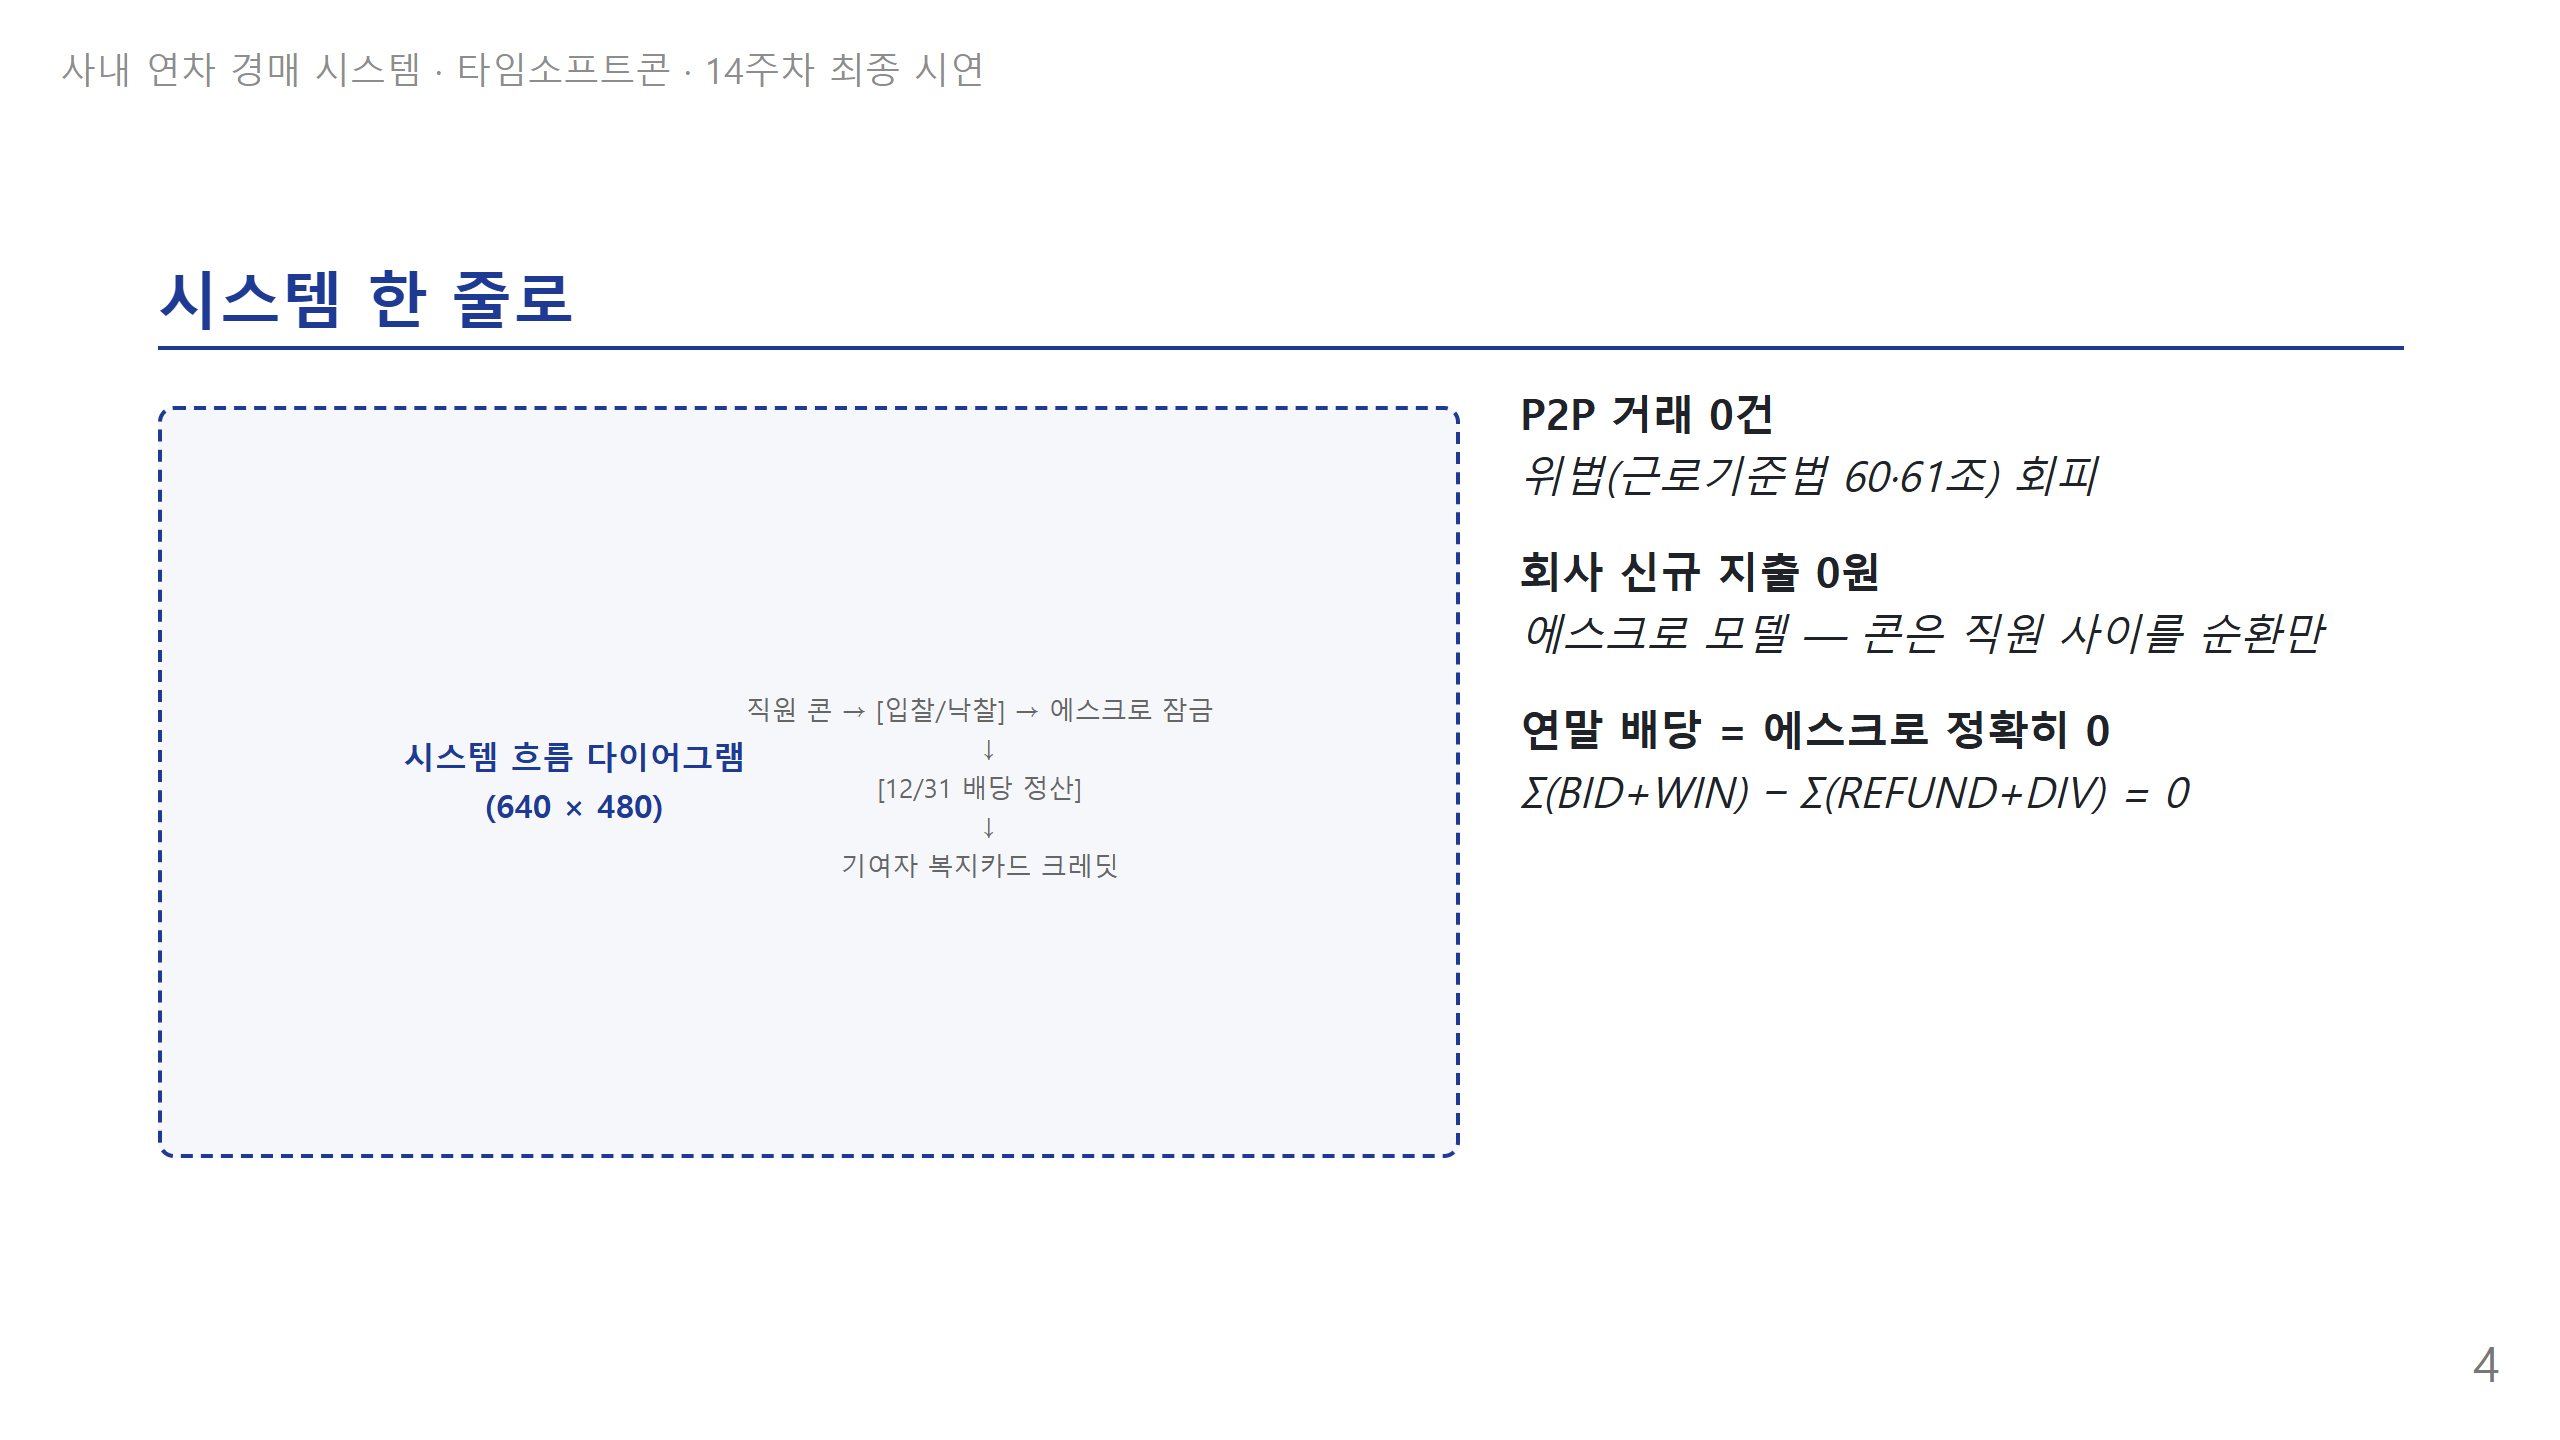 사내 연차 경매 시스템 · 타임소프트콘 · 14주차 최종 시연
시스템 한 줄로
시스템 흐름 다이어그램
(640 × 480)
직원 콘 → [입찰/낙찰] → 에스크로 잠금
↓
[12/31 배당 정산]
↓
기여자 복지카드 크레딧
P2P 거래 0건
위법(근로기준법 60·61조) 회피
회사 신규 지출 0원
에스크로 모델 — 콘은 직원 사이를 순환만
연말 배당 = 에스크로 정확히 0
Σ(BID+WIN) − Σ(REFUND+DIV) = 0
4